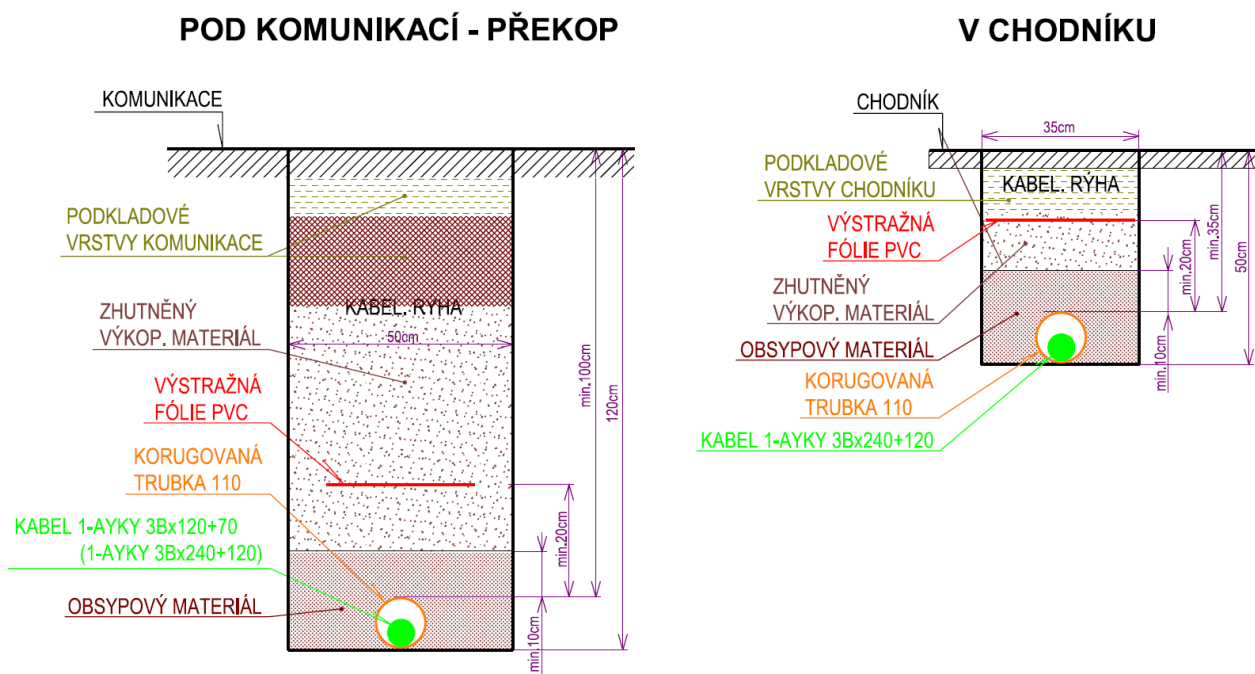 POD KOMUNIKACÍ - PŘEKOP
KOMUNIKACE
PODKLADOVÉ
VRSTVY KOMUNIKACE
KABEL. RÝHA
50cm
ZHUTNĚNÝ
VÝKOP. MATERIÁL
VÝSTRAŽNÁ
FÓLIE PVC
KORUGOVANÁ
TRUBKA 110
KABEL 1-AYKY 3Bx120+70
(1-AYKY 3Bx240+120)
OBSYPOVÝ MATERIÁL
min.10cm
min.20cm
min.100cm
120cm
V CHODNÍKU
CHODNÍK
35cm
PODKLADOVÉ
VRSTVY CHODNÍKU
KABEL. RÝHA
VÝSTRAŽNÁ
FÓLIE PVC
ZHUTNĚNÝ
VÝKOP. MATERIÁL
OBSYPOVÝ MATERIÁL
KORUGOVANÁ
TRUBKA 110
KABEL 1-AYKY 3Bx240+120
min.10cm
min.20cm
min.35cm
50cm